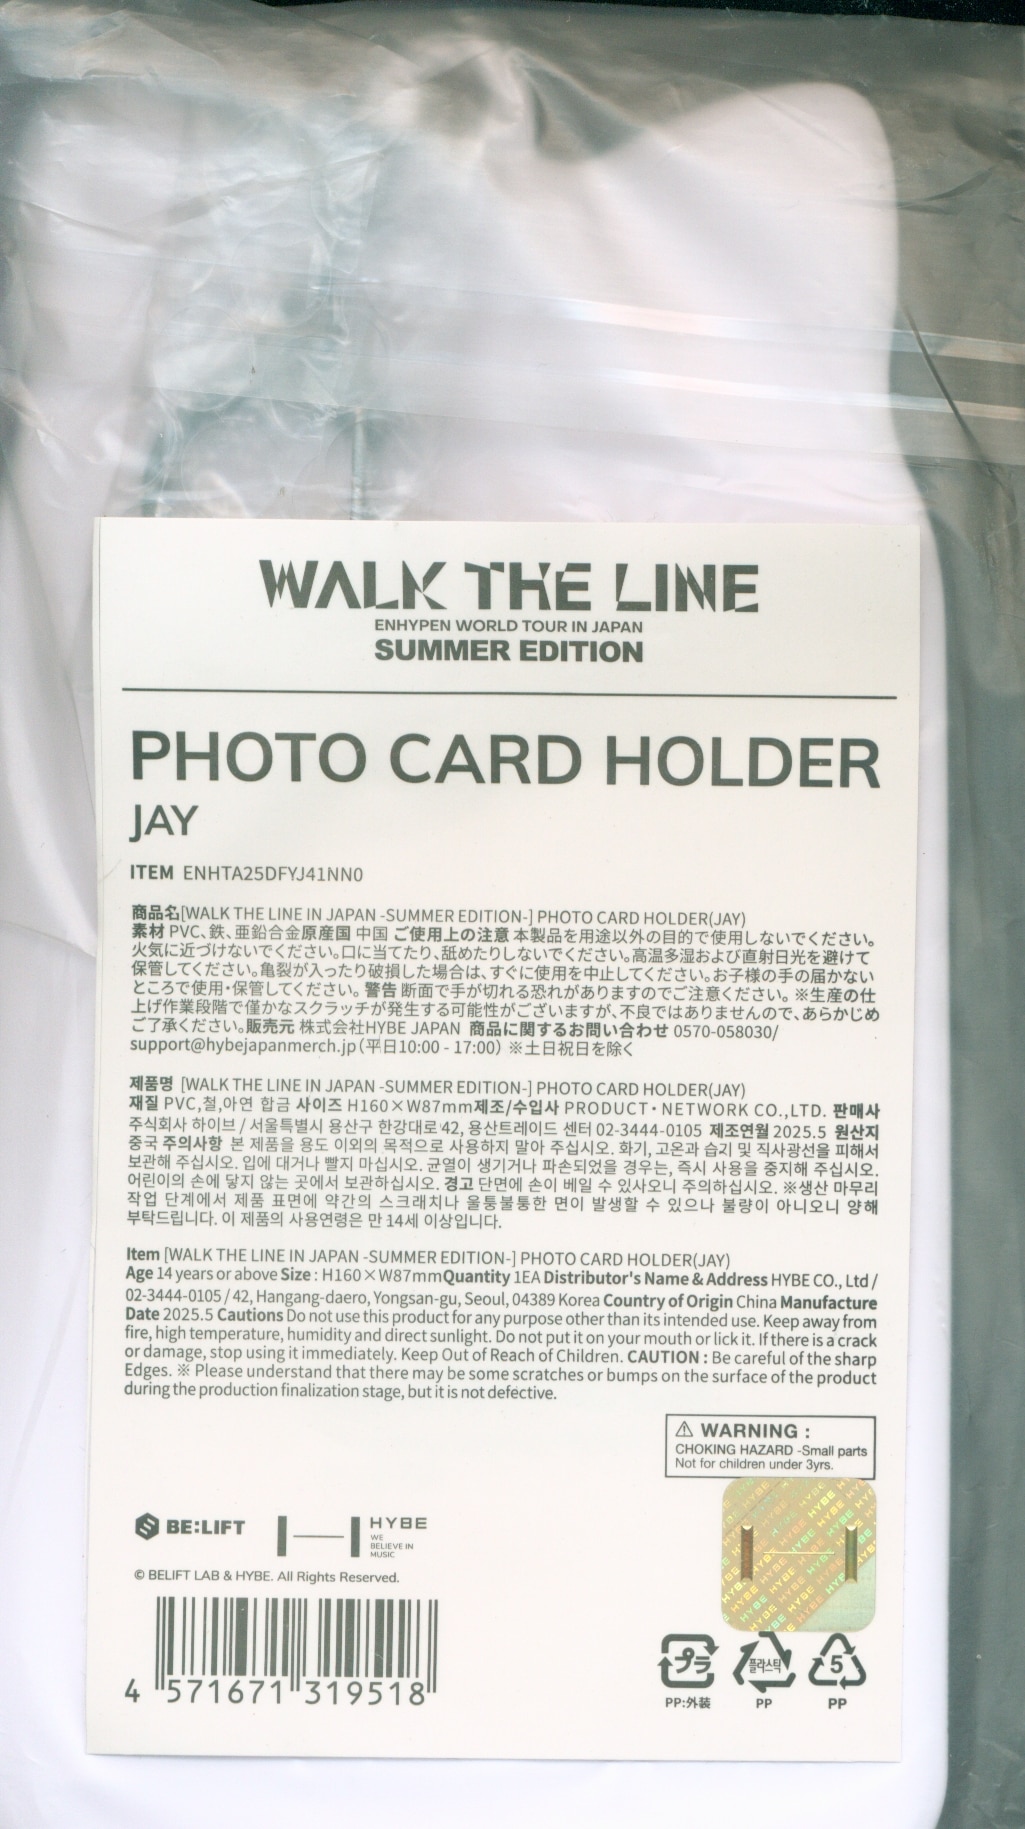 WALK THE LINE
ENHYPEN WORLD TOUR IN JAPAN
SUMMER EDITION
PHOTO CARD HOLDER
JAY
ITEM ENHTA25DFYJ41NN0
商品名[WALK THE LINE IN JAPAN -SUMMER EDITION-] PHOTO CARD HOLDER(JAY)
素材 PVC、鉄、亜鉛合金原産国 中国 ご使用上の注意 本製品を用途以外の目的で使用しないでください。
火気に近づけないでください。口に当てたり、舐めたりしないでください。高温多湿および直射日光を避けて
保管してください。亀裂が入ったり破損した場合は、すぐに使用を中止してください。お子様の手の届かない
ところで使用・保管してください。警告 断面で手が切れる恐れがありますのでご注意ください。※生産の仕
上げ作業段階で僅かなスクラッチが発生する可能性がございますが、不良ではありませんので、あらかじめ
ご了承ください。販売元 株式会社HYBE JAPAN 商品に関するお問い合わせ 0570-058030/
support@hybejapanmerch.jp(平日10:00 - 17:00) ※土日祝日を除く
제품명 [WALK THE LINE IN JAPAN -SUMMER EDITION-] PHOTO CARD HOLDER(JAY)
재질 PVC,철,아연 합금 사이즈 H160×W87mm제조/수입사 PRODUCT・NETWORK CO.,LTD. 판매사
주식회사 하이브 / 서울특별시 용산구 한강대로 42, 용산트레이드 센터 02-3444-0105 제조연월 2025.5 원산지
중국 주의사항 본 제품을 용도 이외의 목적으로 사용하지 말아 주십시오. 화기, 고온과 습기 및 직사광선을 피해서
보관해 주십시오. 입에 대거나 빨지 마십시오. 균열이 생기거나 파손되었을 경우는, 즉시 사용을 중지해 주십시오.
어린이의 손에 닿지 않는 곳에서 보관하십시오. 경고 단면에 손이 베일 수 있사오니 주의하십시오. ※생산 마무리
작업 단계에서 제품 표면에 약간의 스크래치나 울퉁불퉁한 면이 발생할 수 있으나 불량이 아니오니 양해
부탁드립니다. 이 제품의 사용연령은 만 14세 이상입니다.
Item [WALK THE LINE IN JAPAN -SUMMER EDITION-] PHOTO CARD HOLDER(JAY)
Age 14 years or above Size : H160×W87mmQuantity 1EA Distributor's Name & Address HYBE CO., Ltd /
02-3444-0105 / 42, Hangang-daero, Yongsan-gu, Seoul, 04389 Korea Country of Origin China Manufacture
Date 2025.5 Cautions Do not use this product for any purpose other than its intended use. Keep away from
fire, high temperature, humidity and direct sunlight. Do not put it on your mouth or lick it. If there is a crack
or damage, stop using it immediately. Keep Out of Reach of Children. CAUTION : Be careful of the sharp
Edges. ※ Please understand that there may be some scratches or bumps on the surface of the product
during the production finalization stage, but it is not defective.
WARNING :
CHOKING HAZARD -Small parts
Not for children under 3yrs.
BE:LIFT
HYBE
WE
BELIEVE IN
MUSIC
© BELIFT LAB & HYBE. All Rights Reserved.
4 571671 319518
プラ
PP:外装
플라스틱
PP
5
PP